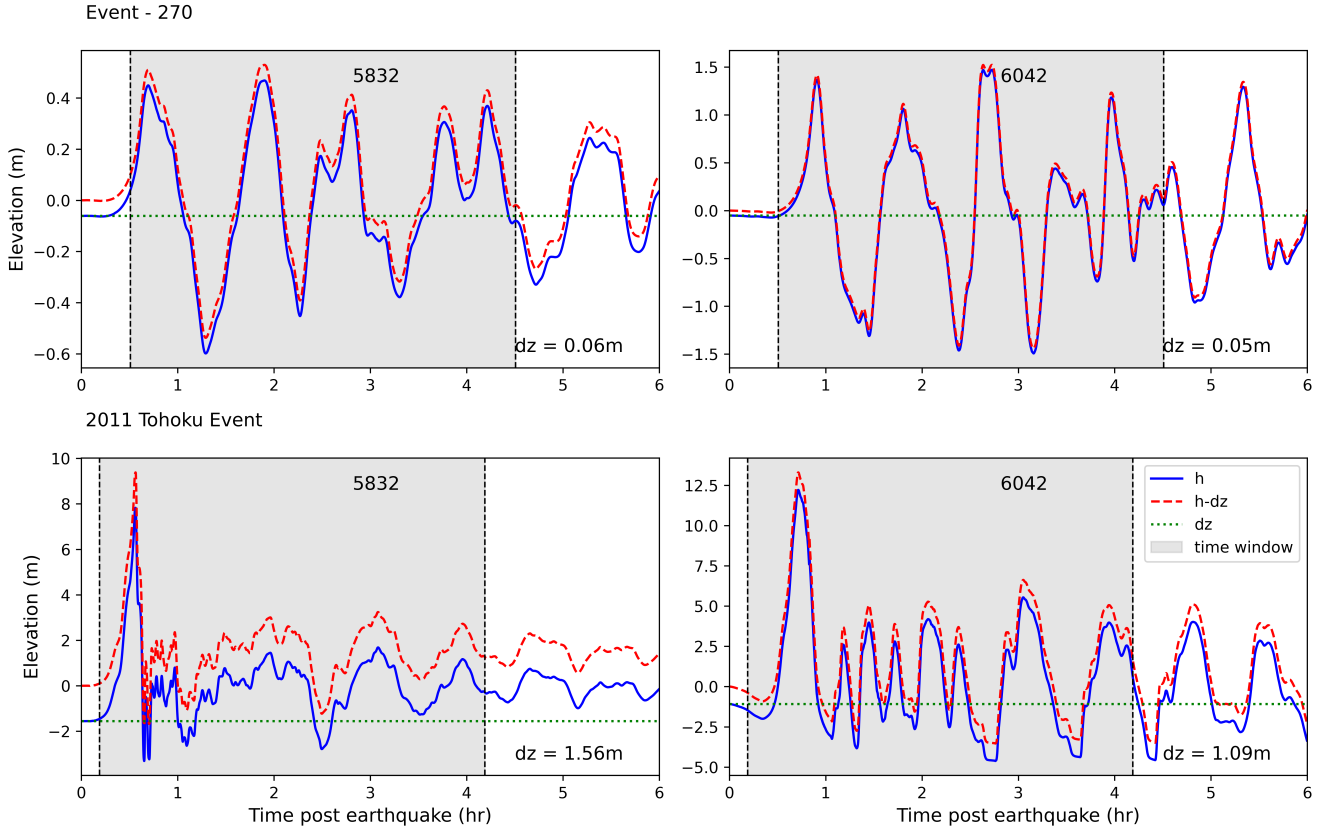 Event - 270
5832
6042
Elevation (m)
0.4
0.2
0.0
−0.2
−0.4
−0.6
1.5
1.0
0.5
0.0
−0.5
−1.0
−1.5
dz = 0.06m
dz = 0.05m
0 1 2 3 4 5 6
0 1 2 3 4 5 6
2011 Tohoku Event
5832
6042
Elevation (m)
10
8
6
4
2
0
−2
12.5
10.0
7.5
5.0
2.5
0.0
−2.5
−5.0
h
h-dz
dz
time window
dz = 1.56m
dz = 1.09m
0 1 2 3 4 5 6
0 1 2 3 4 5 6
Time post earthquake (hr)
Time post earthquake (hr)